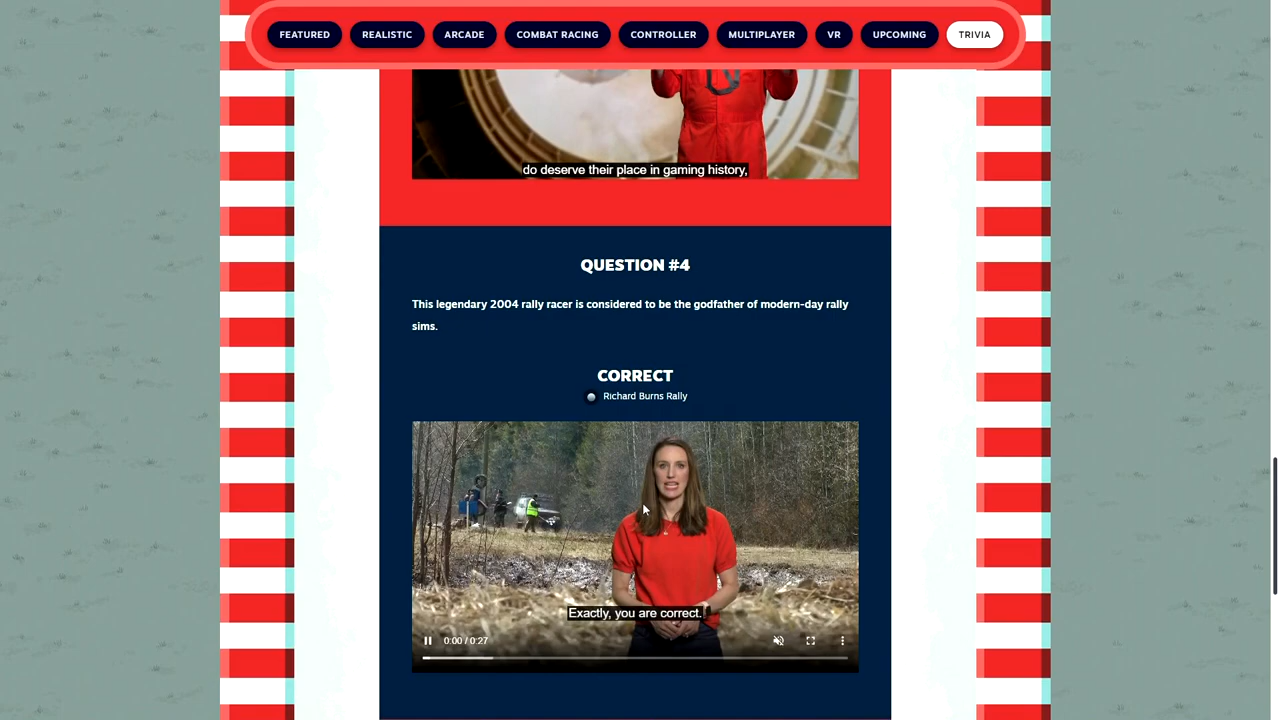 FEATURED REALISTIC ARCADE COMBAT RACING CONTROLLER MULTIPLAYER VR UPCOMING TRIVIA
do deserve their place in gaming history,
QUESTION #4
This legendary 2004 rally racer is considered to be the godfather of modern-day rally
sims.
CORRECT
Richard Burns Rally
Exactly, you are correct.
0:00 / 0:27